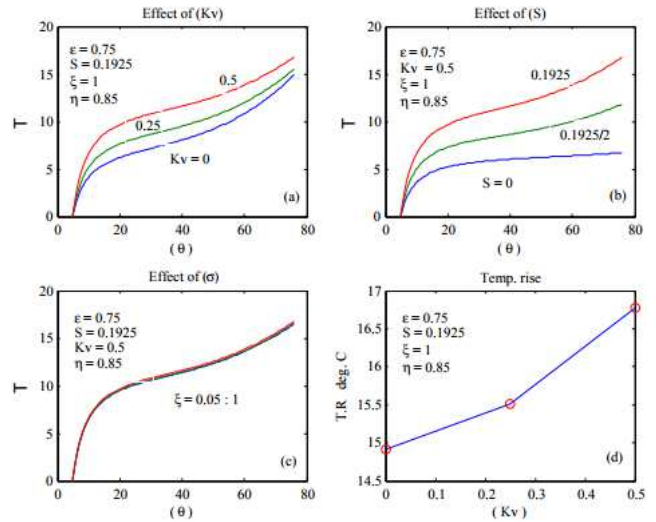 Effect of (Kv)
20
15
10
5
0
T
ε = 0.75
S = 0.1925
ξ = 1
η = 0.85
0.5
0.25
Kv = 0
(a)
0 20 40 60 80
( θ )
Effect of (S)
20
15
10
5
0
T
ε = 0.75
Kv = 0.5
ξ = 1
η = 0.85
0.1925
0.1925/2
S = 0
(b)
0 20 40 60 80
( θ )
Effect of (σ)
20
15
10
5
0
T
ε = 0.75
S = 0.1925
Kv = 0.5
η = 0.85
ξ = 0.05 : 1
(c)
0 20 40 60 80
( θ )
Temp. rise
17
16.5
16
15.5
15
14.5
T.R deg. C
ε = 0.75
S = 0.1925
ξ = 1
η = 0.85
(d)
0 0.1 0.2 0.3 0.4 0.5
( Kv )